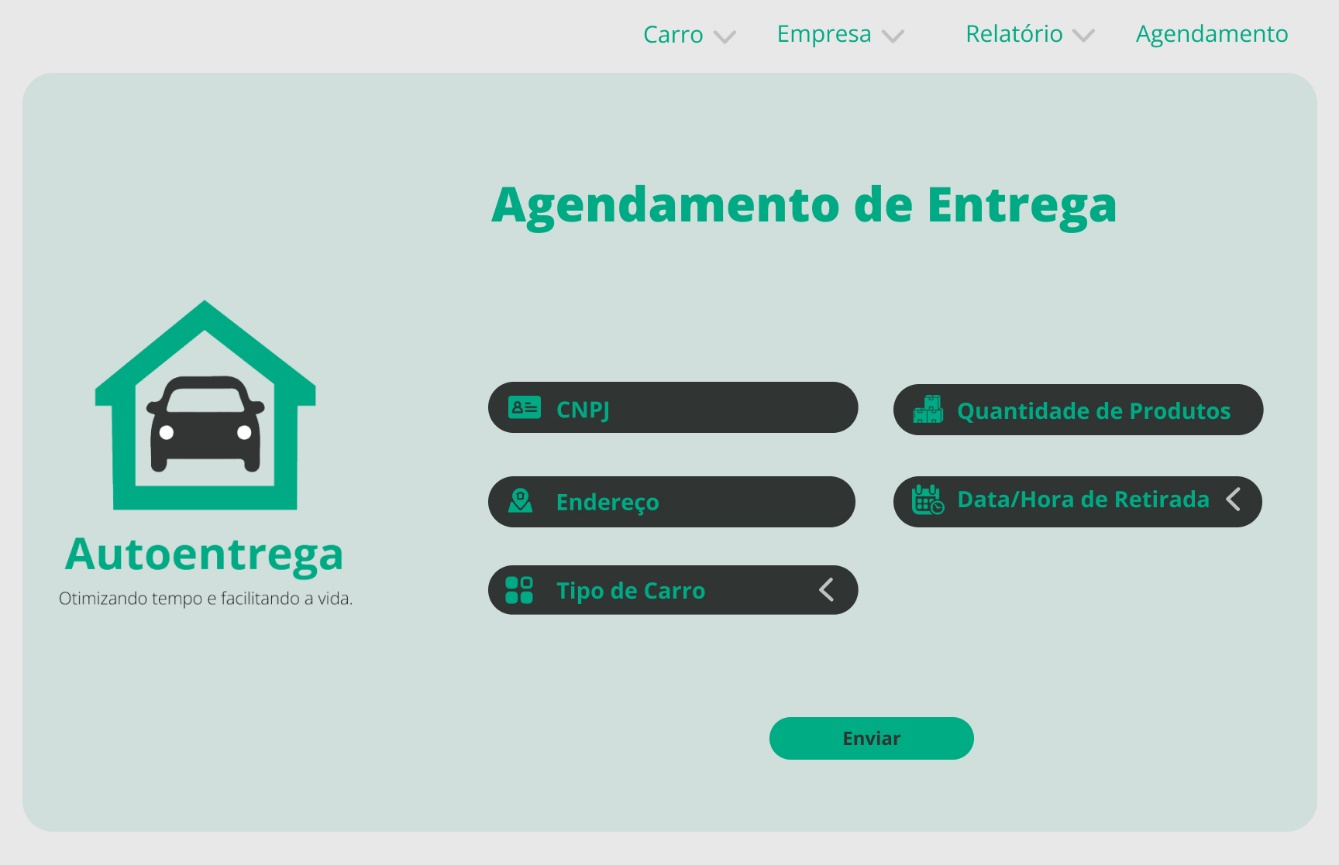 Carro
Empresa
Relatório
Agendamento
Agendamento de Entrega
CNPJ
Quantidade de Produtos
Endereço
Data/Hora de Retirada
Tipo de Carro
Autoentrega
Otimizando tempo e facilitando a vida.
Enviar